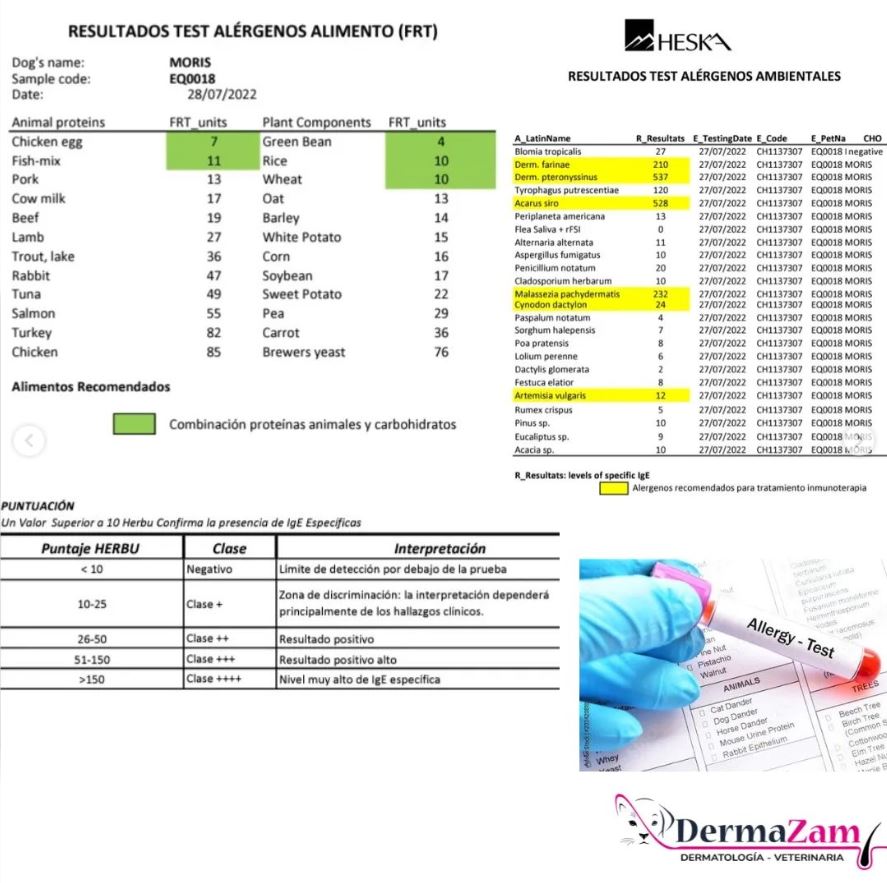 RESULTADOS TEST ALÉRGENOS ALIMENTO (FRT)
Dog's name: MORIS
Sample code: EQ0018
Date: 28/07/2022
Animal proteins FRT_units Plant Components FRT_units
Chicken egg 7 Green Bean 4
Fish-mix 11 Rice 10
Pork 13 Wheat 10
Cow milk 17 Oat 13
Beef 19 Barley 14
Lamb 27 White Potato 15
Trout, lake 36 Corn 16
Rabbit 47 Soybean 17
Tuna 49 Sweet Potato 22
Salmon 55 Pea 29
Turkey 82 Carrot 36
Chicken 85 Brewers yeast 76
Alimentos Recomendados
Combinación proteínas animales y carbohidratos
HESKA
RESULTADOS TEST ALÉRGENOS AMBIENTALES
A_LatinName R_Resultats E_TestingDate E_Code E_PetNa CHO
Blomia tropicalis 27 27/07/2022 CH1137307 EQ0018 I negative
Derm. farinae 210 27/07/2022 CH1137307 EQ0018 MORIS
Derm. pteronyssinus 537 27/07/2022 CH1137307 EQ0018 MORIS
Tyrophagus putrescentiae 120 27/07/2022 CH1137307 EQ0018 MORIS
Acarus siro 528 27/07/2022 CH1137307 EQ0018 MORIS
Periplaneta americana 13 27/07/2022 CH1137307 EQ0018 MORIS
Flea Saliva + rFSI 0 27/07/2022 CH1137307 EQ0018 MORIS
Alternaria alternata 11 27/07/2022 CH1137307 EQ0018 MORIS
Aspergillus fumigatus 10 27/07/2022 CH1137307 EQ0018 MORIS
Penicillium notatum 20 27/07/2022 CH1137307 EQ0018 MORIS
Cladosporium herbarum 10 27/07/2022 CH1137307 EQ0018 MORIS
Malassezia pachydermatis 232 27/07/2022 CH1137307 EQ0018 MORIS
Cynodon dactylon 24 27/07/2022 CH1137307 EQ0018 MORIS
Paspalum notatum 4 27/07/2022 CH1137307 EQ0018 MORIS
Sorghum halepensis 7 27/07/2022 CH1137307 EQ0018 MORIS
Poa pratensis 8 27/07/2022 CH1137307 EQ0018 MORIS
Lolium perenne 6 27/07/2022 CH1137307 EQ0018 MORIS
Dactylis glomerata 2 27/07/2022 CH1137307 EQ0018 MORIS
Festuca elatior 8 27/07/2022 CH1137307 EQ0018 MORIS
Artemisia vulgaris 12 27/07/2022 CH1137307 EQ0018 MORIS
Rumex crispus 5 27/07/2022 CH1137307 EQ0018 MORIS
Pinus sp. 10 27/07/2022 CH1137307 EQ0018 MORIS
Eucaliptus sp. 9 27/07/2022 CH1137307 EQ0018 MORIS
Acacia sp. 10 27/07/2022 CH1137307 EQ0018 MORIS
R_Resultats: levels of specific IgE
Alergenos recomendados para tratamiento inmunoterapia
PUNTUACIÓN
Un Valor Superior a 10 Herbu Confirma la presencia de IgE Específicas
Puntaje HERBU Clase Interpretación
< 10 Negativo Limite de detección por debajo de la prueba
10-25 Clase + Zona de discriminación: la interpretación dependerá
principalmente de los hallazgos clínicos.
26-50 Clase ++ Resultado positivo
51-150 Clase +++ Resultado positivo alto
>150 Clase ++++ Nivel muy alto de IgE específica
Allergy - Test
Pine Nut
Pistachio
Walnut
ANIMALS
Cat Dander
Dog Dander
Horse Dander
Mouse Urine Protein
Rabbit Epithelium
Whey
TREES
Beech Tree
Birch Tree
(Common S
Cottonwoo
Elm Tree
Hazel Nu
DermaZam
DERMATOLOGÍA - VETERINARIA